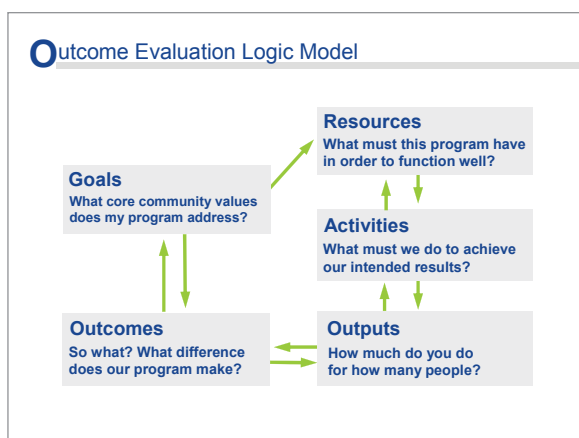 Outcome Evaluation Logic Model
Resources
What must this program have
in order to function well?
Goals
What core community values
does my program address?
Activities
What must we do to achieve
our intended results?
Outcomes
So what? What difference
does our program make?
Outputs
How much do you do
for how many people?